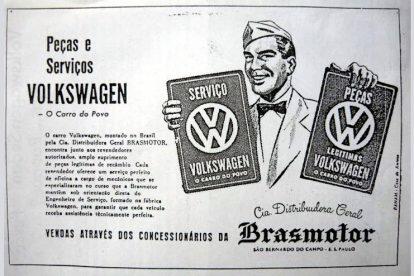 Peças e
Serviços
VOLKSWAGEN
- O Carro do Povo
O carro Volkswagen, montado no Brasil
pela Cia. Distribuidora Geral BRASMOTOR,
encontra junto aos revendedores
autorizados, amplo suprimento
de peças legítimas de recâmbio Cada
revendedor oferece um serviço perfeito
de oficina a cargo de mecânicos que se
especializaram no curso que a Brasmotor
mantém sob orientação direta do
Engenheiro de Serviço, formado na fábrica
Volkswagen, para garantir que cada veículo
receba assistência tècnicamente perfeita.
SERVIÇO
VW
VOLKSWAGEN
O CARRO DO POVO
PEÇAS
VW
LEGÍTIMAS
VOLKSWAGEN
O CARRO DO POVO
Cia. Distribuidora Geral
VENDAS ATRAVÉS DOS CONCESSIONÁRIOS DA Brasmotor
SÃO BERNARDO DO CAMPO - E. S. PAULO